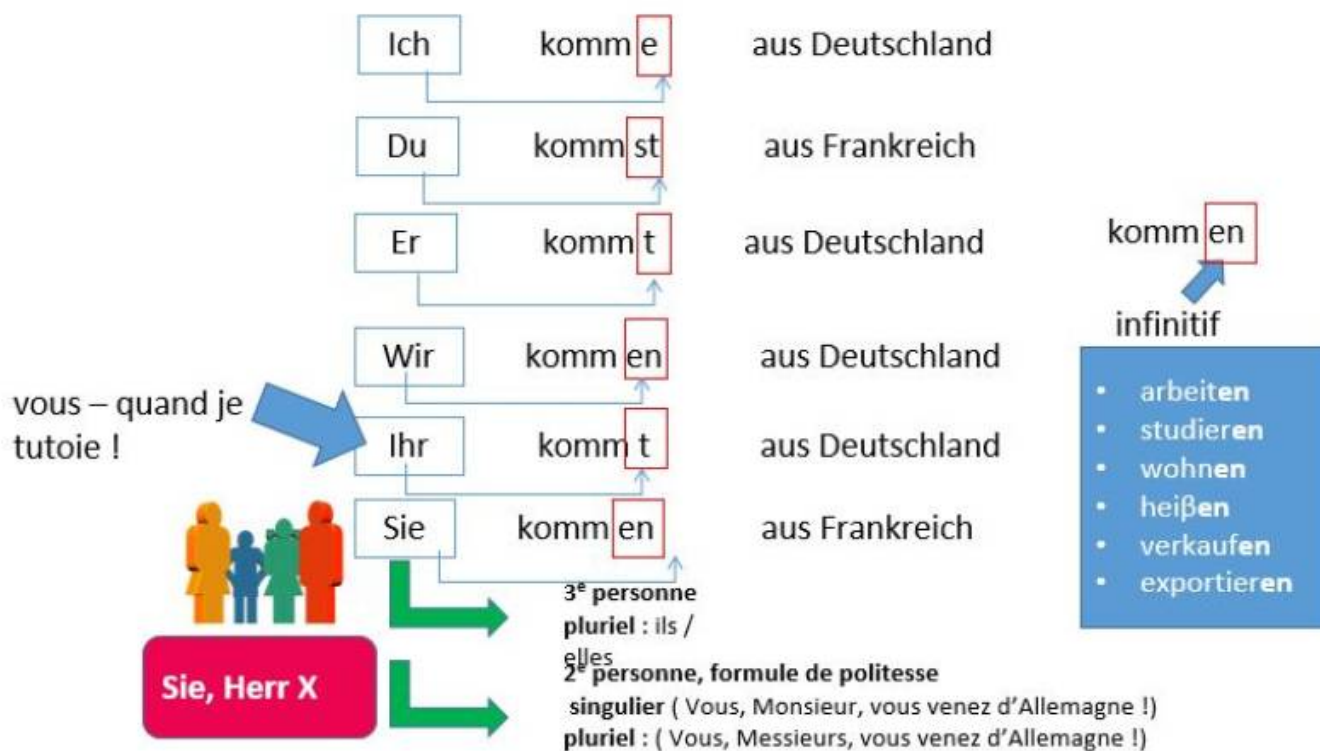 Ich komm e aus Deutschland
Du komm st aus Frankreich
Er komm t aus Deutschland
komm en
infinitif
Wir komm en aus Deutschland
vous – quand je
tutoie !
Ihr komm t aus Deutschland
Sie komm en aus Frankreich
• arbeiten
• studieren
• wohnen
• heiβen
• verkaufen
• exportieren
3e personne
pluriel : ils /
elles
Sie, Herr X
2e personne, formule de politesse
singulier ( Vous, Monsieur, vous venez d'Allemagne !)
pluriel : ( Vous, Messieurs, vous venez d'Allemagne !)